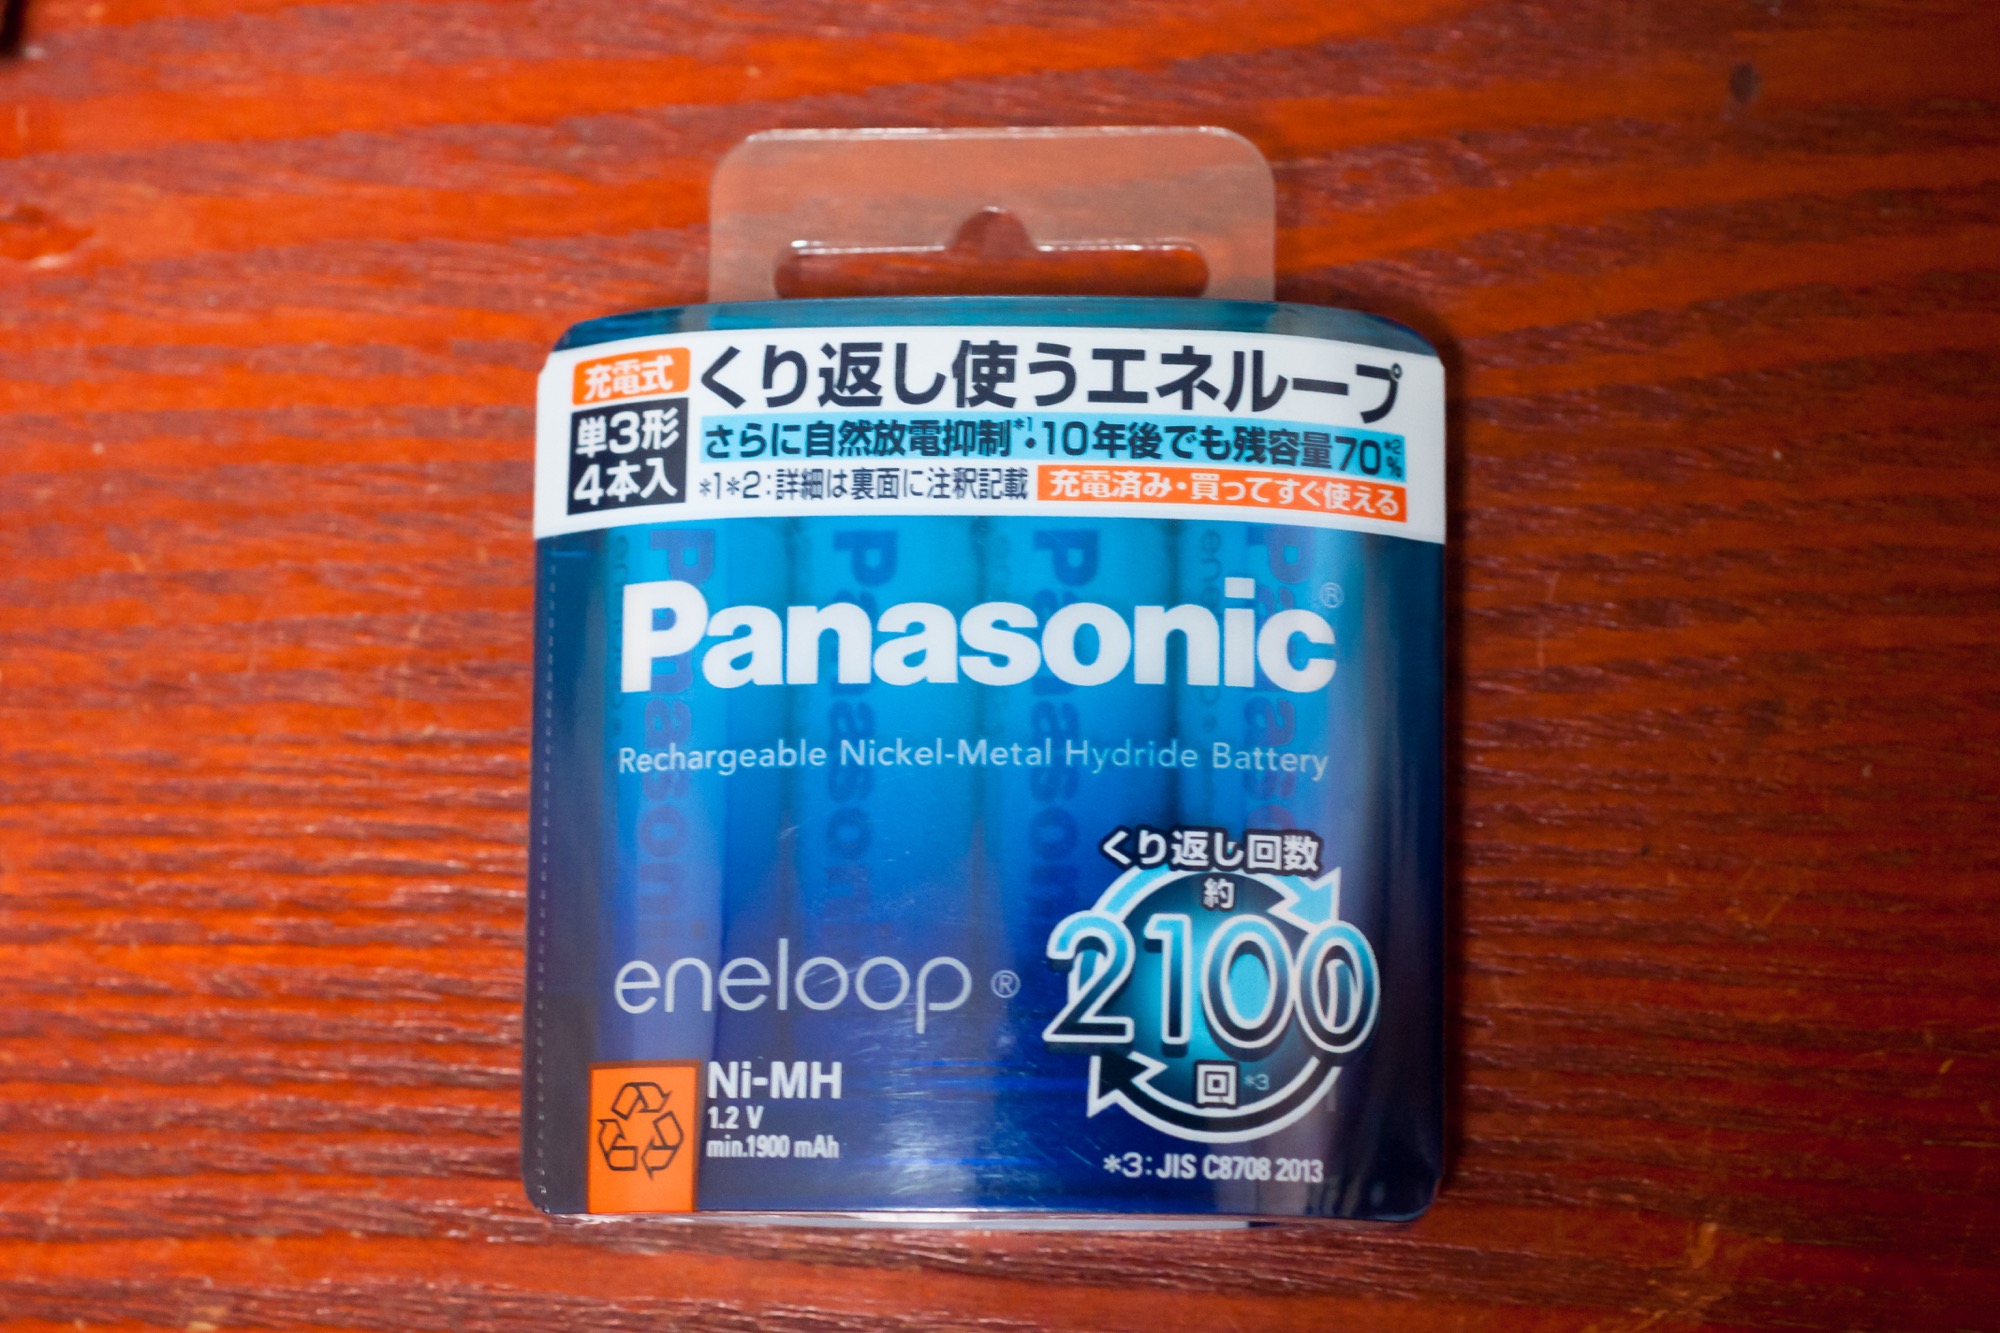 充電式
くり返し使うエネループ
単3形
4本入
さらに自然放電抑制*1・10年後でも残容量70%*2
*1*2:詳細は裏面に注釈記載 充電済み・買ってすぐ使える
Panasonic®
Rechargeable Nickel-Metal Hydride Battery
くり返し回数
約
2100
回*3
eneloop®
Ni-MH
1.2 V
min.1900 mAh
*3:JIS C8708 2013
Panasonic
Panasonic
Panasonic
Panasonic